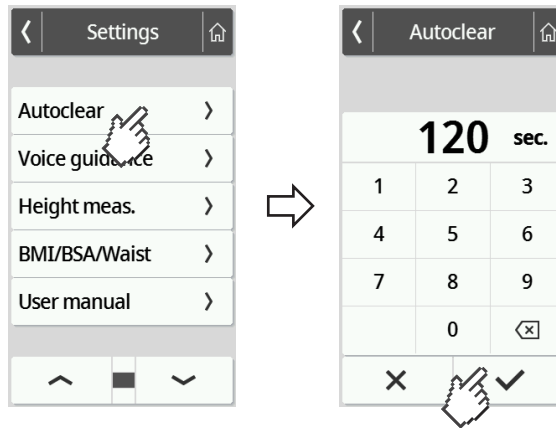 Settings
Autoclear
Voice guidance
Height meas.
BMI/BSA/Waist
User manual
Autoclear
120 sec.
1 2 3
4 5 6
7 8 9
0